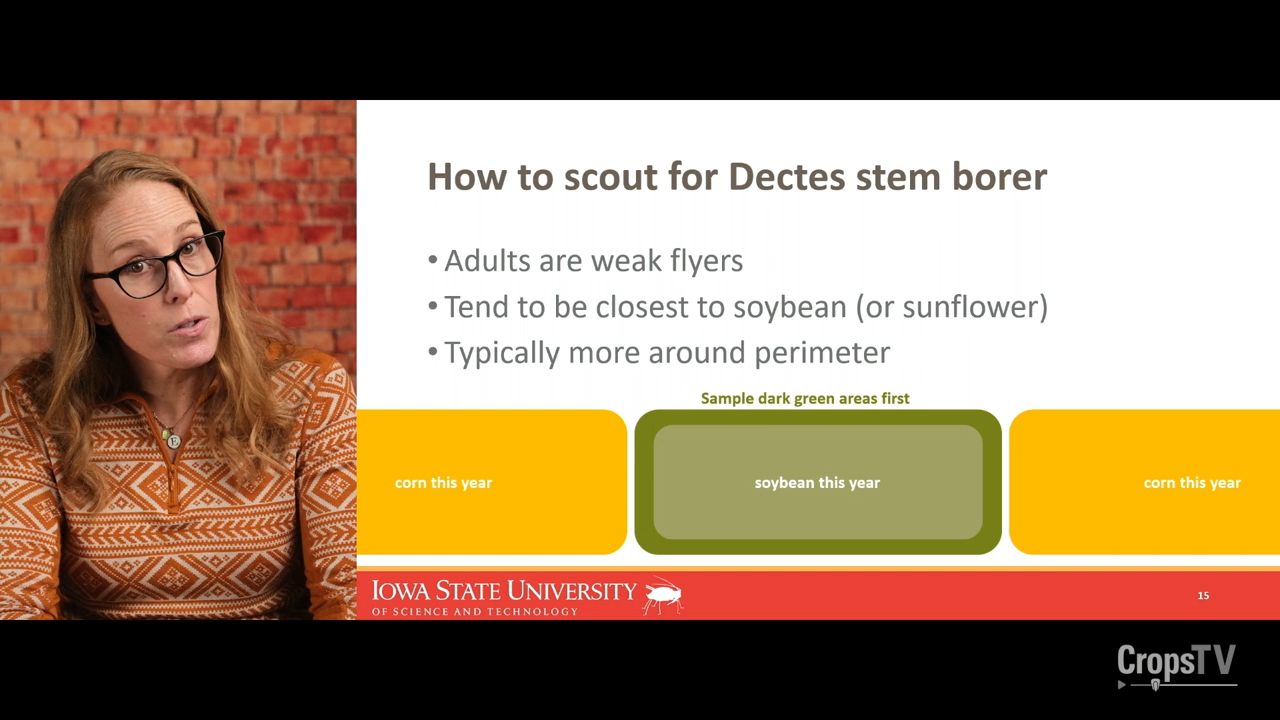 How to scout for Dectes stem borer
• Adults are weak flyers
• Tend to be closest to soybean (or sunflower)
• Typically more around perimeter
Sample dark green areas first
corn this year
soybean this year
corn this year
IOWA STATE UNIVERSITY
OF SCIENCE AND TECHNOLOGY
15
CropsTV
E